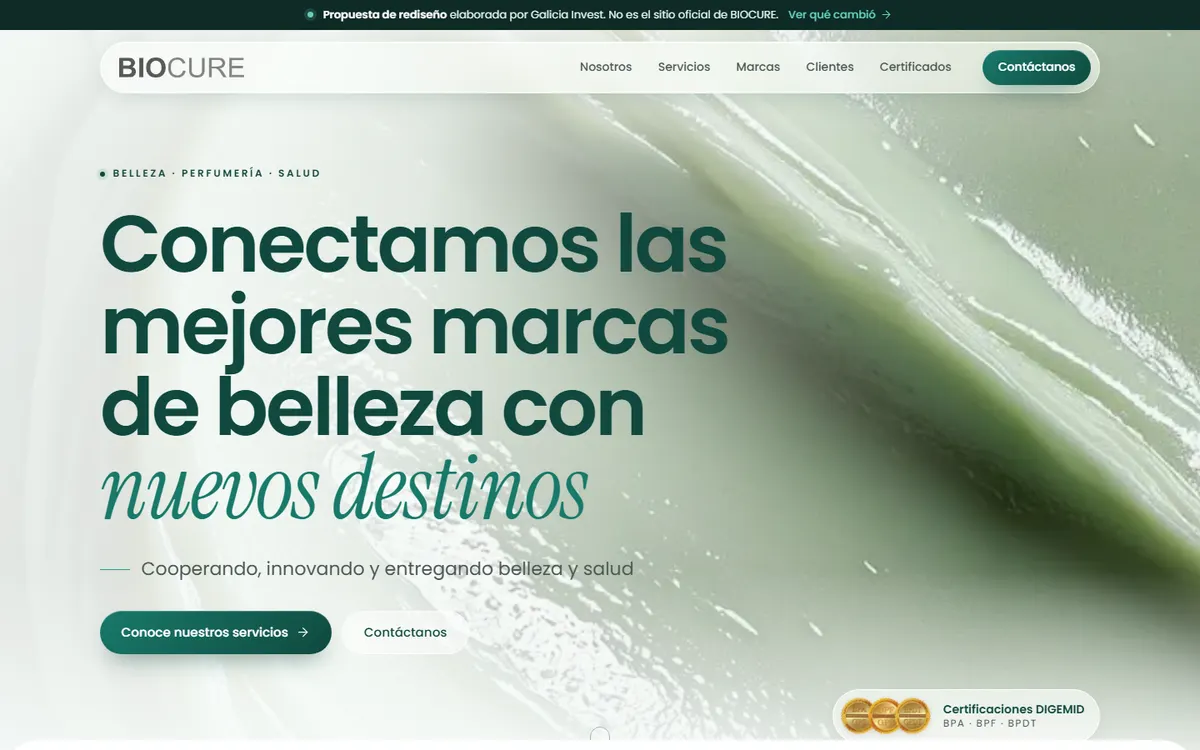 Propuesta de rediseño elaborada por Galicia Invest. No es el sitio oficial de BIOCURE. Ver qué cambió →
BIOCURE
Nosotros Servicios Marcas Clientes Certificados Contáctanos
BELLEZA · PERFUMERÍA · SALUD
Conectamos las
mejores marcas
de belleza con
nuevos destinos
Cooperando, innovando y entregando belleza y salud
Conoce nuestros servicios → Contáctanos
Certificaciones DIGEMID
BPA · BPF · BPDT